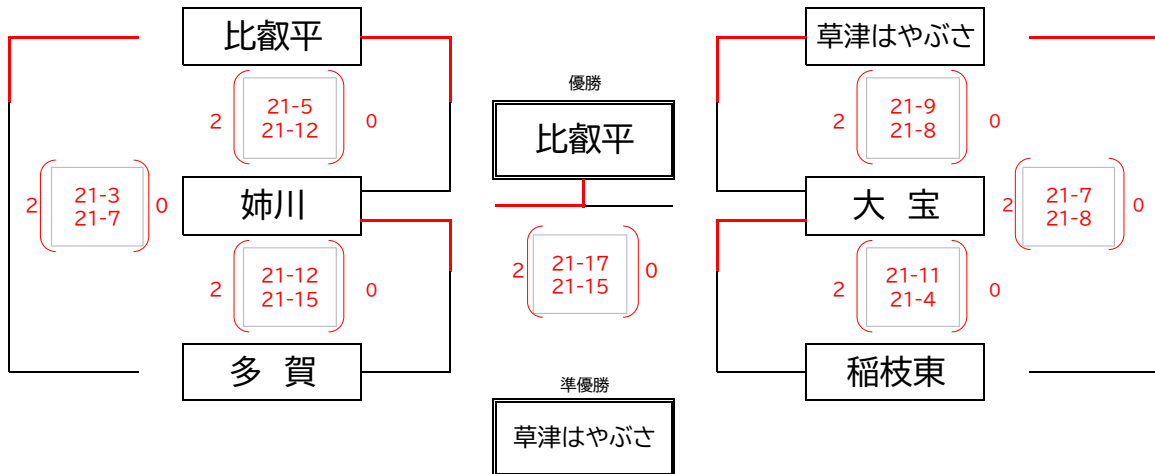 比叡平
草津はやぶさ
優勝
比叡平
2 21-5 0
21-12
2 21-9 0
21-8
2 21-3 0
21-7
姉川
大 宝
2 21-7 0
21-8
2 21-12 0
21-15
2 21-17 0
21-15
2 21-11 0
21-4
多 賀
稲枝東
準優勝
草津はやぶさ